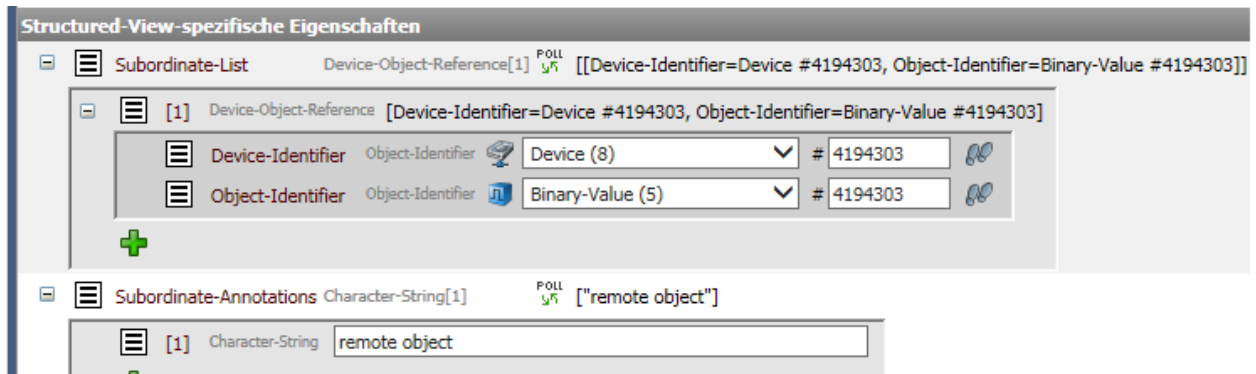 Structured-View-spezifische Eigenschaften
Subordinate-List Device-Object-Reference[1] POLL [[Device-Identifier=Device #4194303, Object-Identifier=Binary-Value #4194303]]
[1] Device-Object-Reference [Device-Identifier=Device #4194303, Object-Identifier=Binary-Value #4194303]
Device-Identifier Object-Identifier Device (8) # 4194303
Object-Identifier Object-Identifier Binary-Value (5) # 4194303
Subordinate-Annotations Character-String[1] POLL ["remote object"]
[1] Character-String remote object